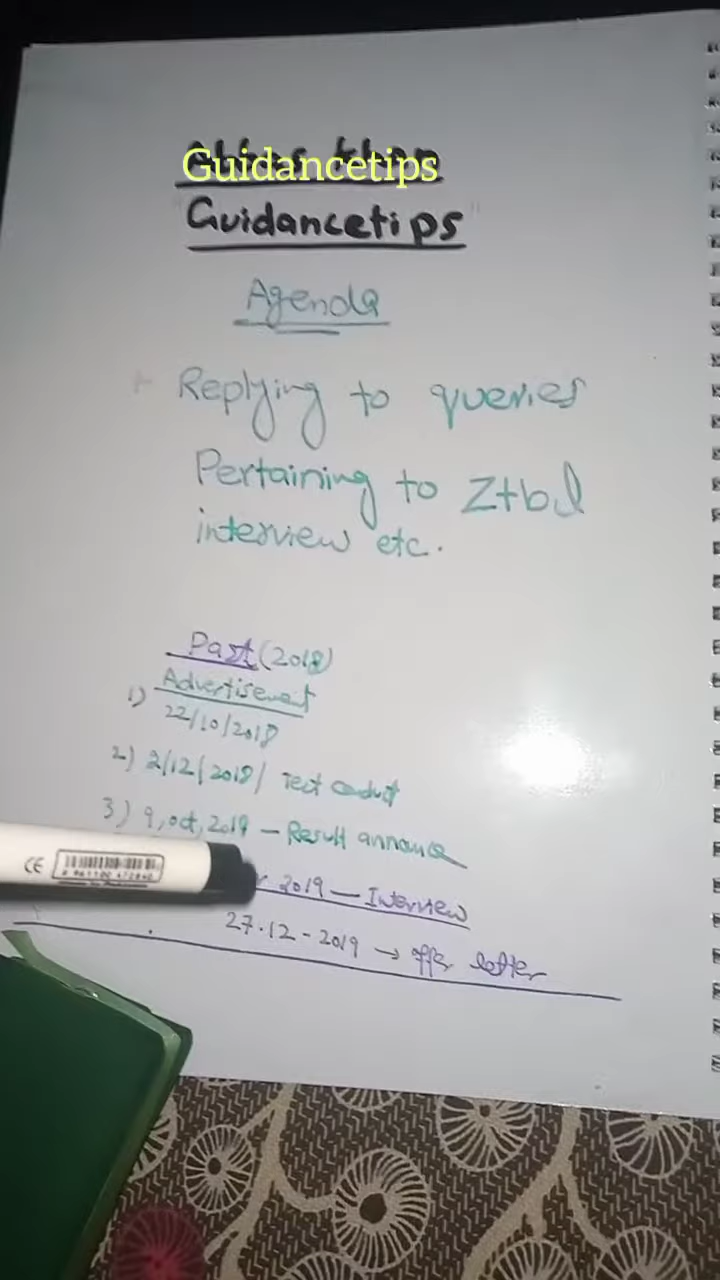 Guidancetips
"Guidancetips"
Agenda
Replying to queries
Pertaining to Ztbl
interview etc.
Past (2018)
1) Advertisement
22/10/2018
2) 2/12/2018/ Test conduct
3) 9, oct, 2019 — Result announce
2019 — Interview
27.12-2019 → offer letter
CE